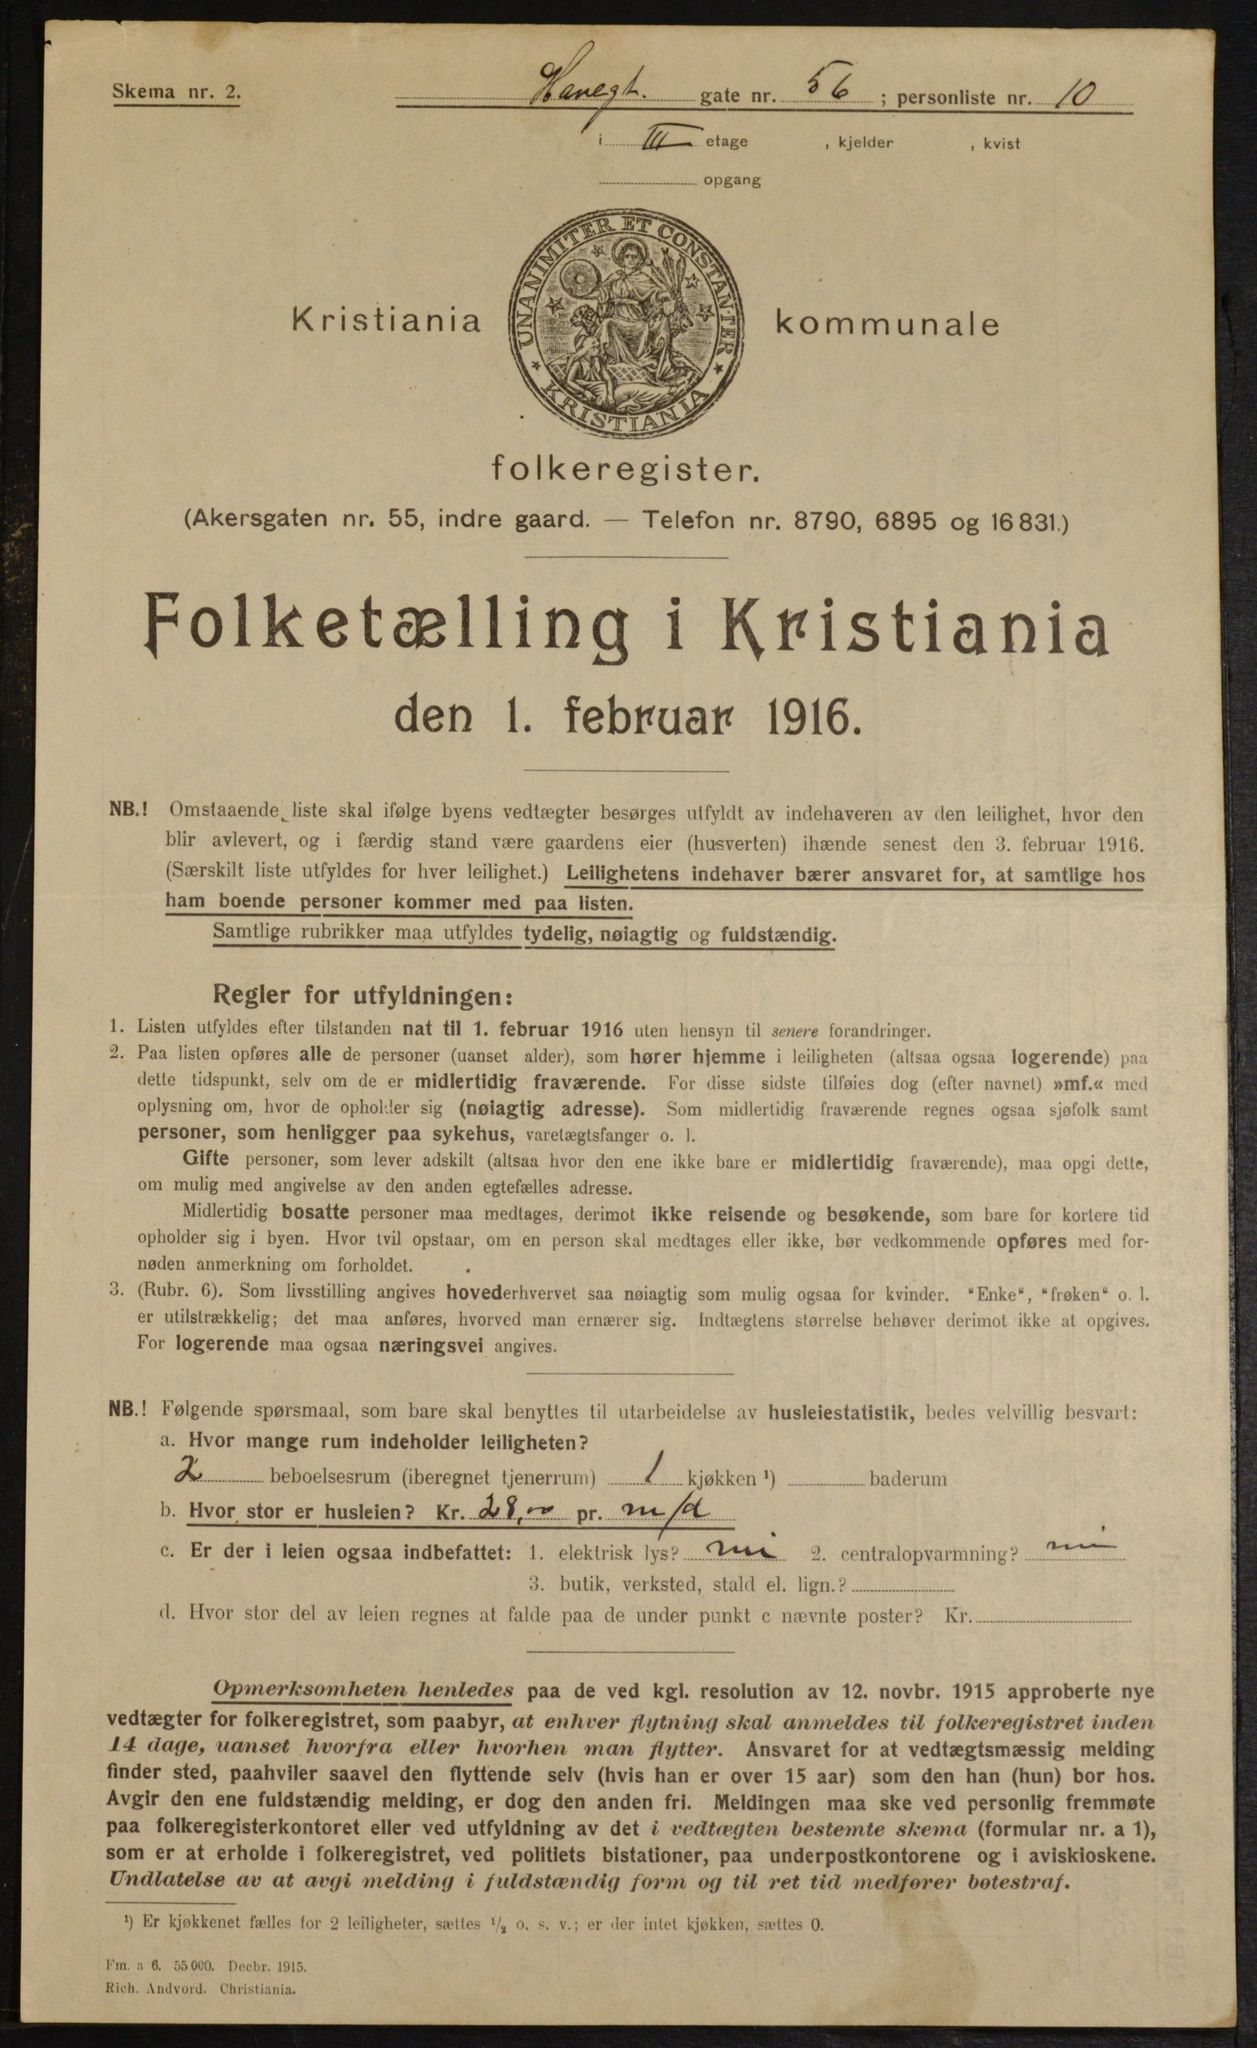 Skema nr. 2.
Havegt. gate nr. 56 ; personliste nr. 10
i III etage , kjelder , kvist
opgang
UNANIMITER ET CONSTANTER
KRISTIANIA
Kristiania kommunale
folkeregister.
(Akersgaten nr. 55, indre gaard. — Telefon nr. 8790, 6895 og 16 831.)
Folketælling i Kristiania
den 1. februar 1916.
NB.! Omstaaende liste skal ifølge byens vedtægter besørges utfyldt av indehaveren av den leilighet, hvor den
blir avlevert, og i færdig stand være gaardens eier (husverten) ihænde senest den 3. februar 1916.
(Særskilt liste utfyldes for hver leilighet.) Leilighetens indehaver bærer ansvaret for, at samtlige hos
ham boende personer kommer med paa listen.
Samtlige rubrikker maa utfyldes tydelig, nøiagtig og fuldstændig.
Regler for utfyldningen:
1. Listen utfyldes efter tilstanden nat til 1. februar 1916 uten hensyn til senere forandringer.
2. Paa listen opføres alle de personer (uanset alder), som hører hjemme i leiligheten (altsaa ogsaa logerende) paa
dette tidspunkt, selv om de er midlertidig fraværende. For disse sidste tilføies dog (efter navnet) »mf.« med
oplysning om, hvor de opholder sig (nøiagtig adresse). Som midlertidig fraværende regnes ogsaa sjøfolk samt
personer, som henligger paa sykehus, varetægtsfanger o. l.
Gifte personer, som lever adskilt (altsaa hvor den ene ikke bare er midlertidig fraværende), maa opgi dette,
om mulig med angivelse av den anden egtefælles adresse.
Midlertidig bosatte personer maa medtages, derimot ikke reisende og besøkende, som bare for kortere tid
opholder sig i byen. Hvor tvil opstaar, om en person skal medtages eller ikke, bør vedkommende opføres med for-
nøden anmerkning om forholdet.
3. (Rubr. 6). Som livsstilling angives hovederhvervet saa nøiagtig som mulig ogsaa for kvinder. "Enke", "frøken" o. l.
er utilstrækkelig; det maa anføres, hvorved man ernærer sig. Indtægtens størrelse behøver derimot ikke at opgives.
For logerende maa ogsaa næringsvei angives.
NB.! Følgende spørsmaal, som bare skal benyttes til utarbeidelse av husleiestatistik, bedes velvillig besvart:
a. Hvor mange rum indeholder leiligheten?
2 beboelsesrum (iberegnet tjenerrum) 1 kjøkken ¹) baderum
b. Hvor stor er husleien? Kr. 28,00 pr. m/d
c. Er der i leien ogsaa indbefattet: 1. elektrisk lys? nei 2. centralopvarmning? nei
3. butik, verksted, stald el. lign.?
d. Hvor stor del av leien regnes at falde paa de under punkt c nævnte poster? Kr.
Opmerksomheten henledes paa de ved kgl. resolution av 12. novbr. 1915 approberte nye
vedtægter for folkeregistret, som paabyr, at enhver flytning skal anmeldes til folkeregistret inden
14 dage, uanset hvorfra eller hvorhen man flytter. Ansvaret for at vedtægtsmæssig melding
finder sted, paahviler saavel den flyttende selv (hvis han er over 15 aar) som den han (hun) bor hos.
Avgir den ene fuldstændig melding, er dog den anden fri. Meldingen maa ske ved personlig fremmøte
paa folkeregisterkontoret eller ved utfyldning av det i vedtægten bestemte skema (formular nr. a 1),
som er at erholde i folkeregistret, ved politiets bistationer, paa underpostkontorene og i aviskioskene.
Undlatelse av at avgi melding i fuldstændig form og til ret tid medfører bøtestraf.
¹) Er kjøkkenet fælles for 2 leiligheter, sættes ½ o. s. v.; er der intet kjøkken, sættes 0.
Fm. a 6. 55 000. Decbr. 1915.
Rich. Andvord. Christiania.